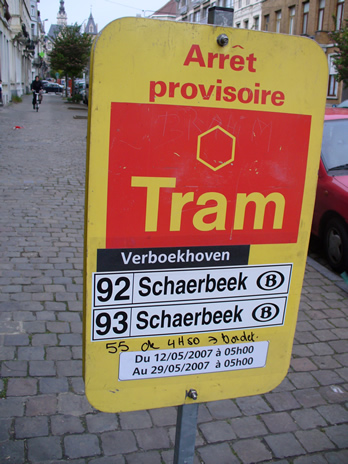 Arrêt
provisoire
Tram
Verboekhoven
92 Schaerbeek B
93 Schaerbeek B
55 de 4H50 → bordet.
Du 12/05/2007 à 05h00
Au 29/05/2007 à 05h00